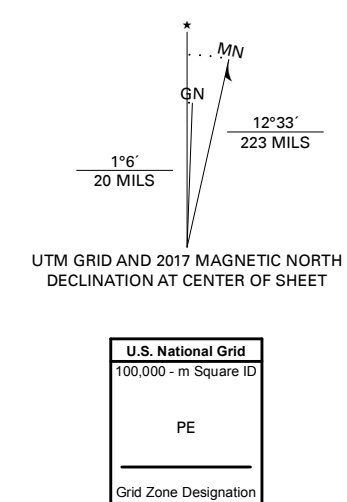 ★
MN
GN
12°33´
223 MILS
1°6´
20 MILS
UTM GRID AND 2017 MAGNETIC NORTH
DECLINATION AT CENTER OF SHEET
U.S. National Grid
100,000 - m Square ID
PE
Grid Zone Designation